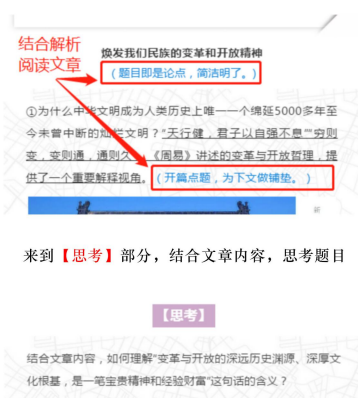 结合解析
阅读文章
焕发我们民族的变革和开放精神
（题目即是论点，简洁明了。）
①为什么中华文明成为人类历史上唯一一个绵延5000多年至
今未曾中断的灿烂文明？“天行健，君子以自强不息”“穷则
变，变则通，通则久”，《周易》讲述的变革与开放哲理，提
供了一个重要解释视角。（开篇点题，为下文做铺垫。）
来到【思考】部分，结合文章内容，思考题目
【思考】
结合文章内容，如何理解“变革与开放的深远历史渊源、深厚文
化根基，是一笔宝贵精神和经验财富”这句话的含义？